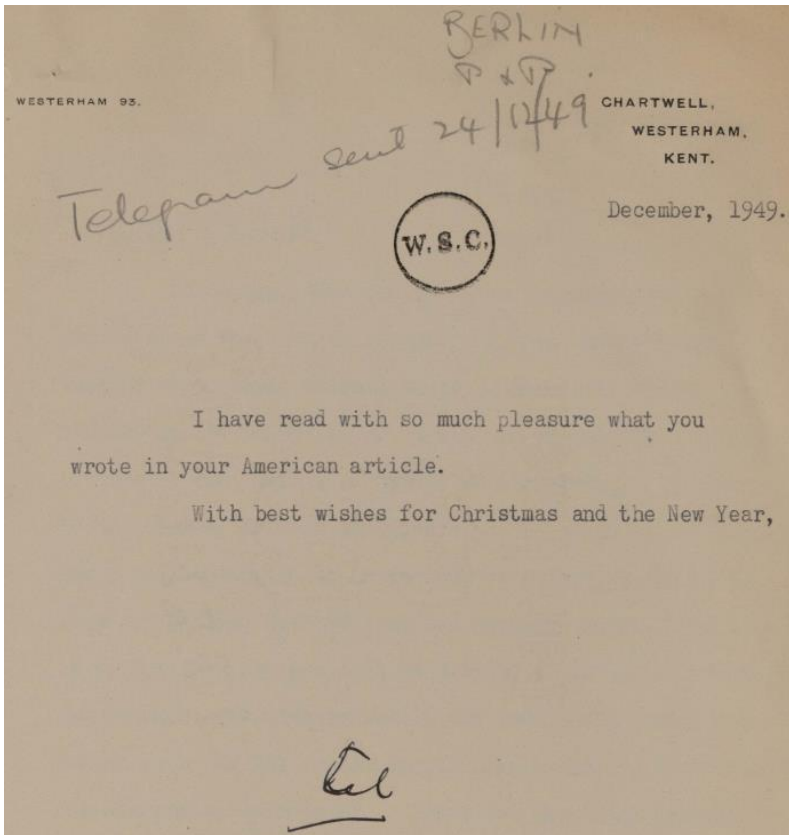 BERLIN
P & P
WESTERHAM 93.
CHARTWELL,
WESTERHAM,
KENT.
Telegram sent 24/12/49
December, 1949.
W.S.C.
I have read with so much pleasure what you
wrote in your American article.
With best wishes for Christmas and the New Year,
tel